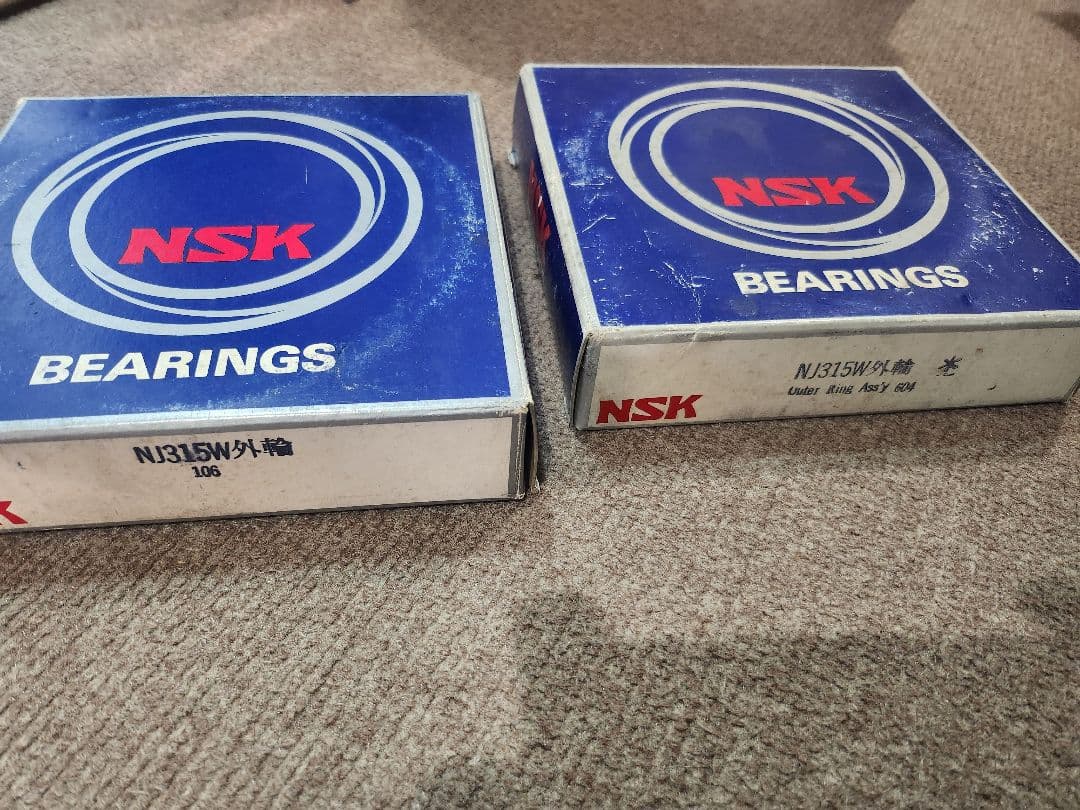 NSK
BEARINGS
NJ315W外輪
106
NSK
BEARINGS
NJ315W外輪 *
Outer Ring Ass'y 604
NSK